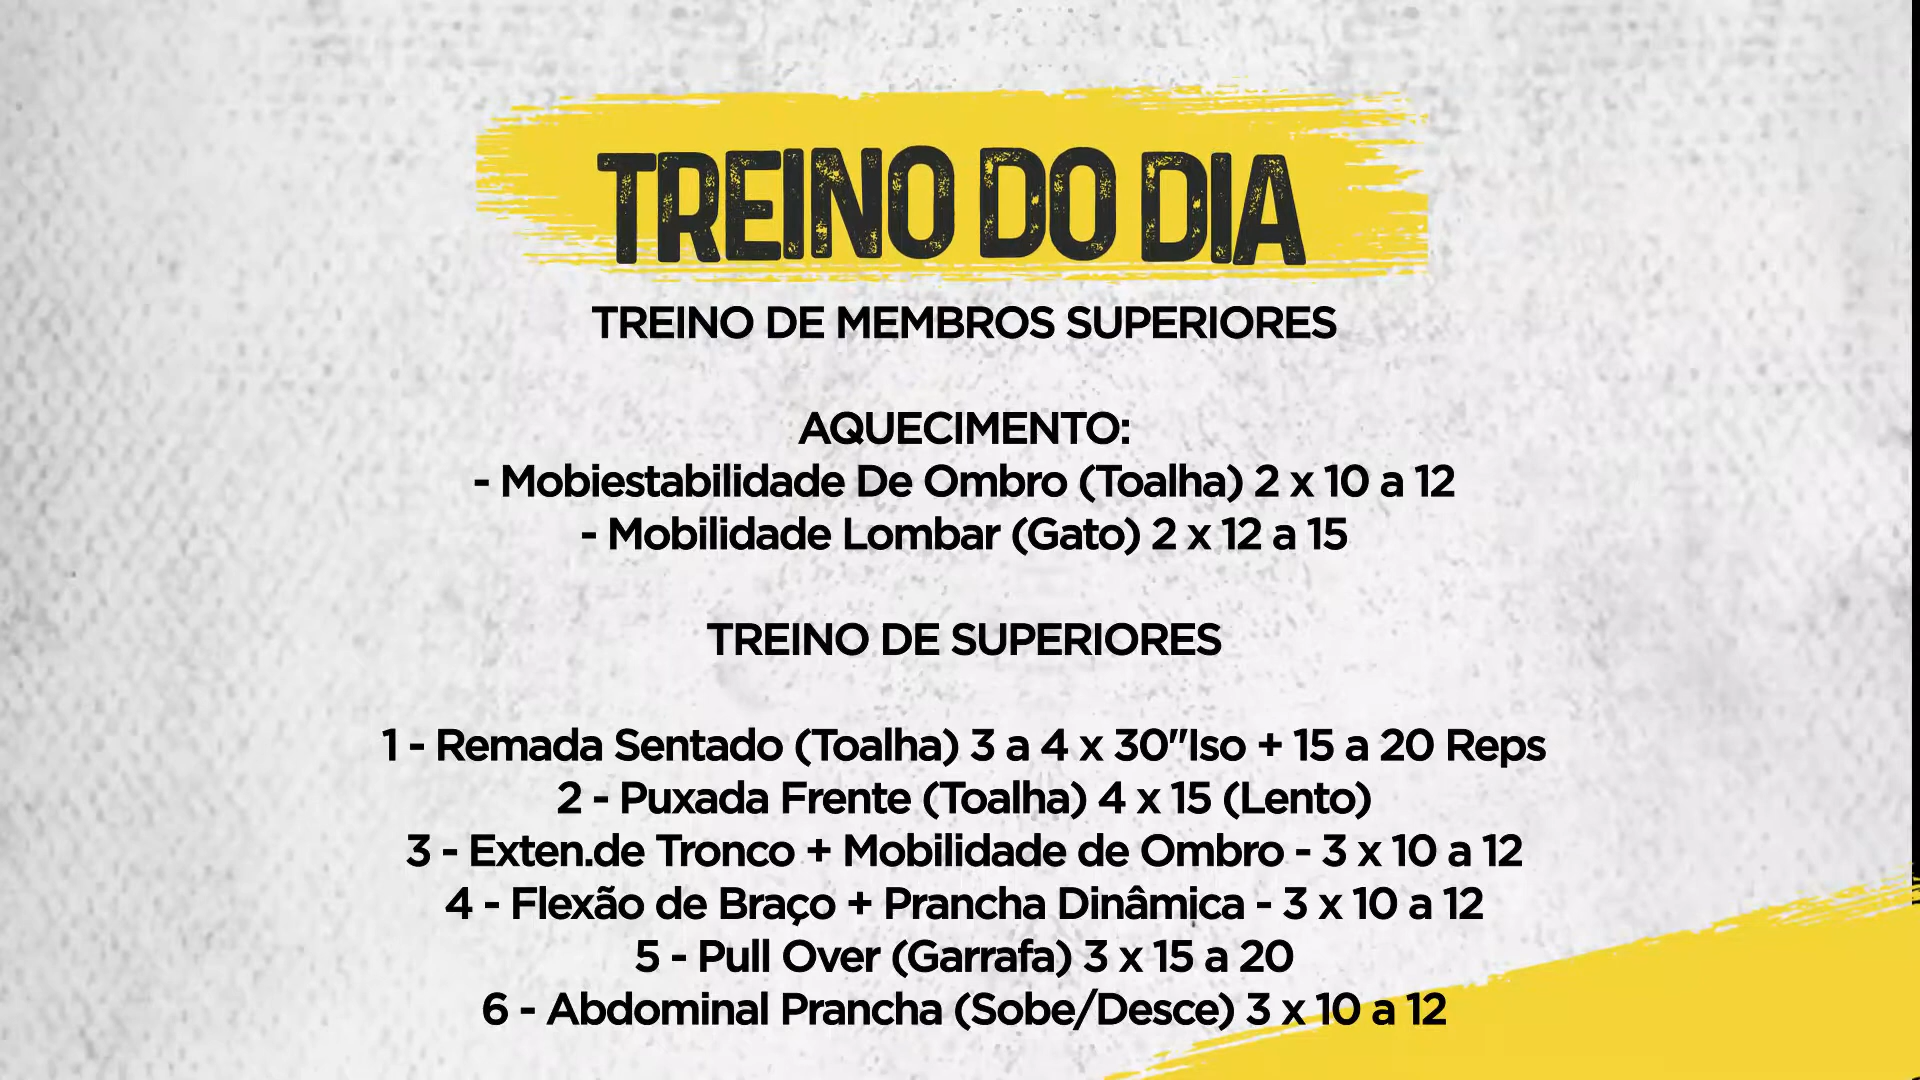 TREINO DO DIA
TREINO DE MEMBROS SUPERIORES
AQUECIMENTO:
- Mobiestabilidade De Ombro (Toalha) 2 x 10 a 12
- Mobilidade Lombar (Gato) 2 x 12 a 15
TREINO DE SUPERIORES
1 - Remada Sentado (Toalha) 3 a 4 x 30"Iso + 15 a 20 Reps
2 - Puxada Frente (Toalha) 4 x 15 (Lento)
3 - Exten.de Tronco + Mobilidade de Ombro - 3 x 10 a 12
4 - Flexão de Braço + Prancha Dinâmica - 3 x 10 a 12
5 - Pull Over (Garrafa) 3 x 15 a 20
6 - Abdominal Prancha (Sobe/Desce) 3 x 10 a 12